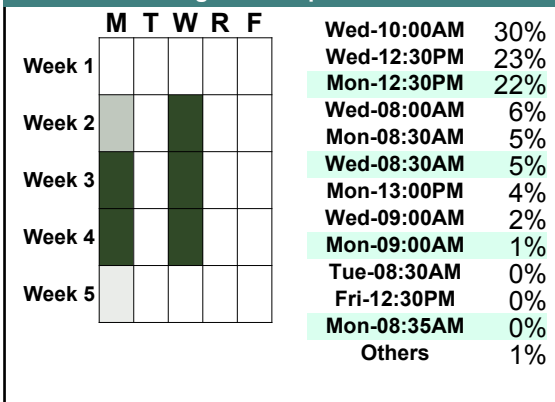 M T W R F
Week 1
Week 2
Week 3
Week 4
Week 5
Wed-10:00AM 30%
Wed-12:30PM 23%
Mon-12:30PM 22%
Wed-08:00AM 6%
Mon-08:30AM 5%
Wed-08:30AM 5%
Mon-13:00PM 4%
Wed-09:00AM 2%
Mon-09:00AM 1%
Tue-08:30AM 0%
Fri-12:30PM 0%
Mon-08:35AM 0%
Others 1%